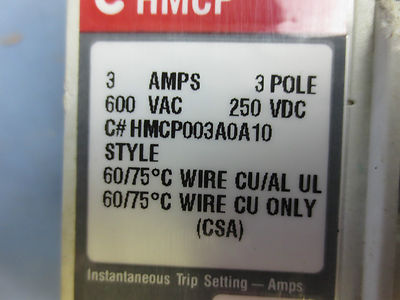 C HMCP
3 AMPS 3 POLE
600 VAC 250 VDC
C# HMCP003A0A10
STYLE
60/75°C WIRE CU/AL UL
60/75°C WIRE CU ONLY
(CSA)
Instantaneous Trip Setting — Amps